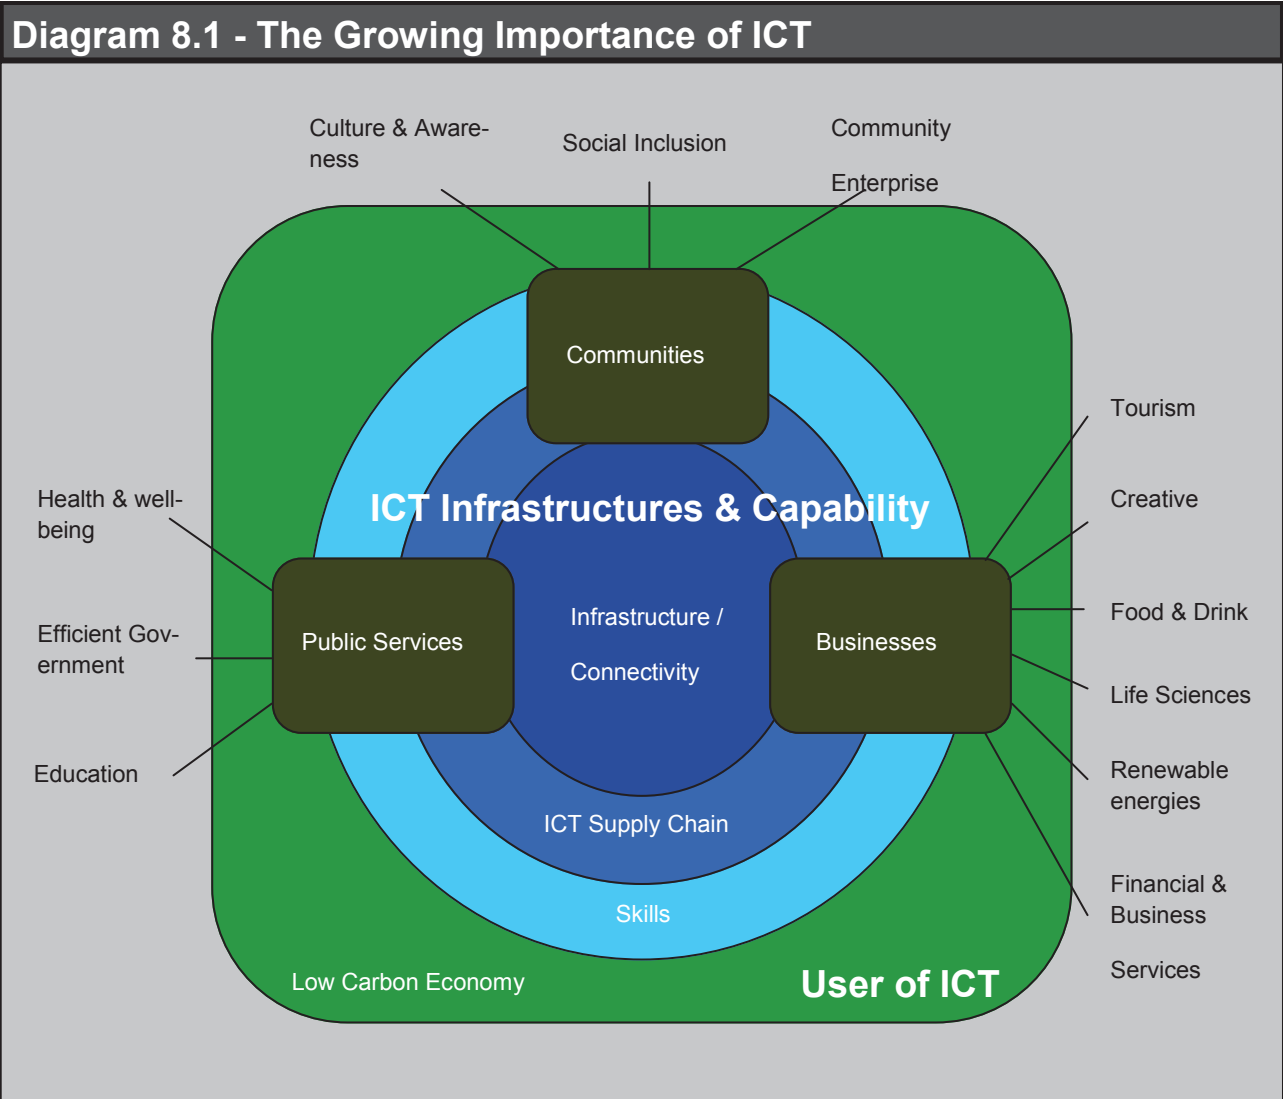 Diagram 8.1 - The Growing Importance of ICT
Culture & Aware-
ness
Social Inclusion
Community
Enterprise
Communities
Tourism
Creative
Food & Drink
Life Sciences
Renewable
energies
Financial &
Business
Services
Health & well-
being
Efficient Gov-
ernment
Education
ICT Infrastructures & Capability
Public Services
Infrastructure /
Connectivity
Businesses
ICT Supply Chain
Skills
Low Carbon Economy
User of ICT